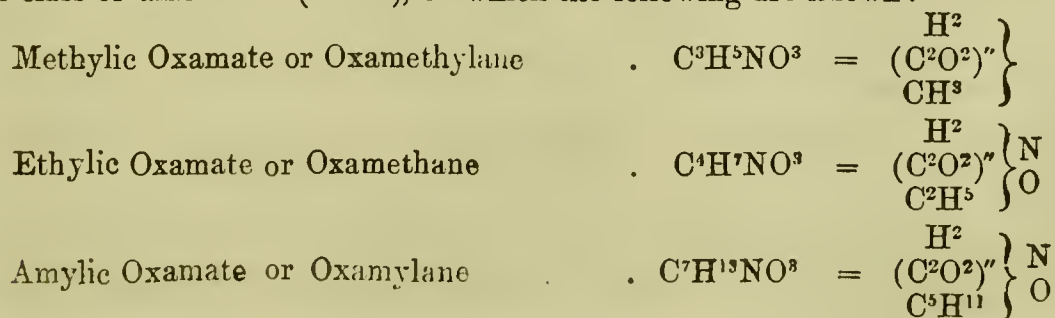 H²
Methylic Oxamate or Oxamethylane . C³H⁵NO³ = (C²O²)″
CH³
H²
Ethylic Oxamate or Oxamethane . C⁴H⁷NO³ = (C²O²)″ N
C²H⁵ O
H²
Amylic Oxamate or Oxamylane . C⁷H¹³NO³ = (C²O²)″ N
C⁵H¹¹ O